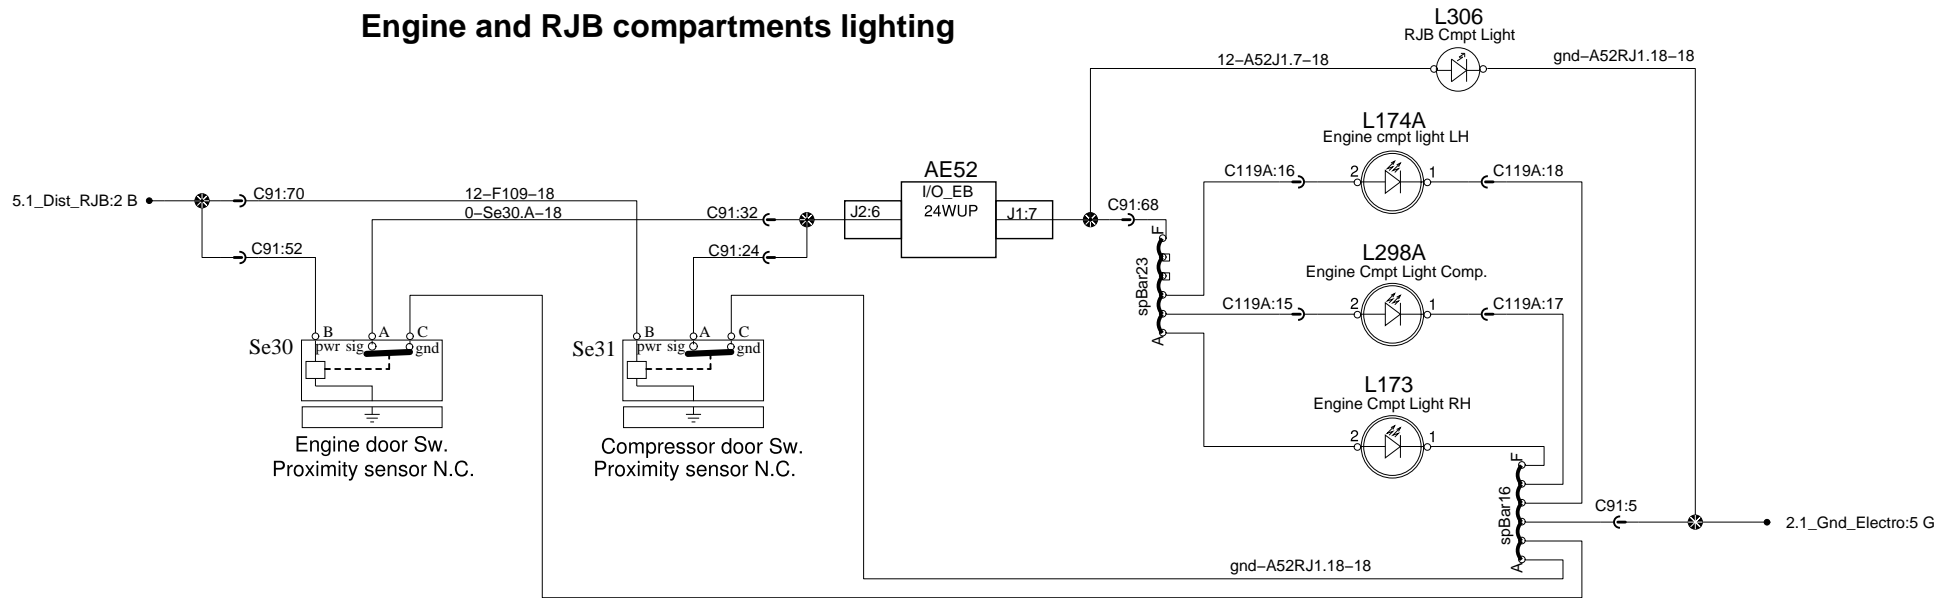 Engine and RJB compartments lighting
L306
RJB Cmpt Light
12−A52J1.7−18
gnd−A52RJ1.18−18
L174A
Engine cmpt light LH
C119A:16
2
1
C119A:18
AE52
I/O_EB
24WUP
J2:6
J1:7
5.1_Dist_RJB:2 B
C91:70
12−F109−18
0−Se30.A−18
C91:32
C91:68
C91:52
C91:24
F
spBar23
A
L298A
Engine Cmpt Light Comp.
C119A:15
2
1
C119A:17
Se30
B
A
C
pwr
sig
gnd
Se31
B
A
C
pwr
sig
gnd
L173
Engine Cmpt Light RH
2
1
Engine door Sw.
Proximity sensor N.C.
Compressor door Sw.
Proximity sensor N.C.
F
spBar16
A
C91:5
2.1_Gnd_Electro:5 G
gnd−A52RJ1.18−18